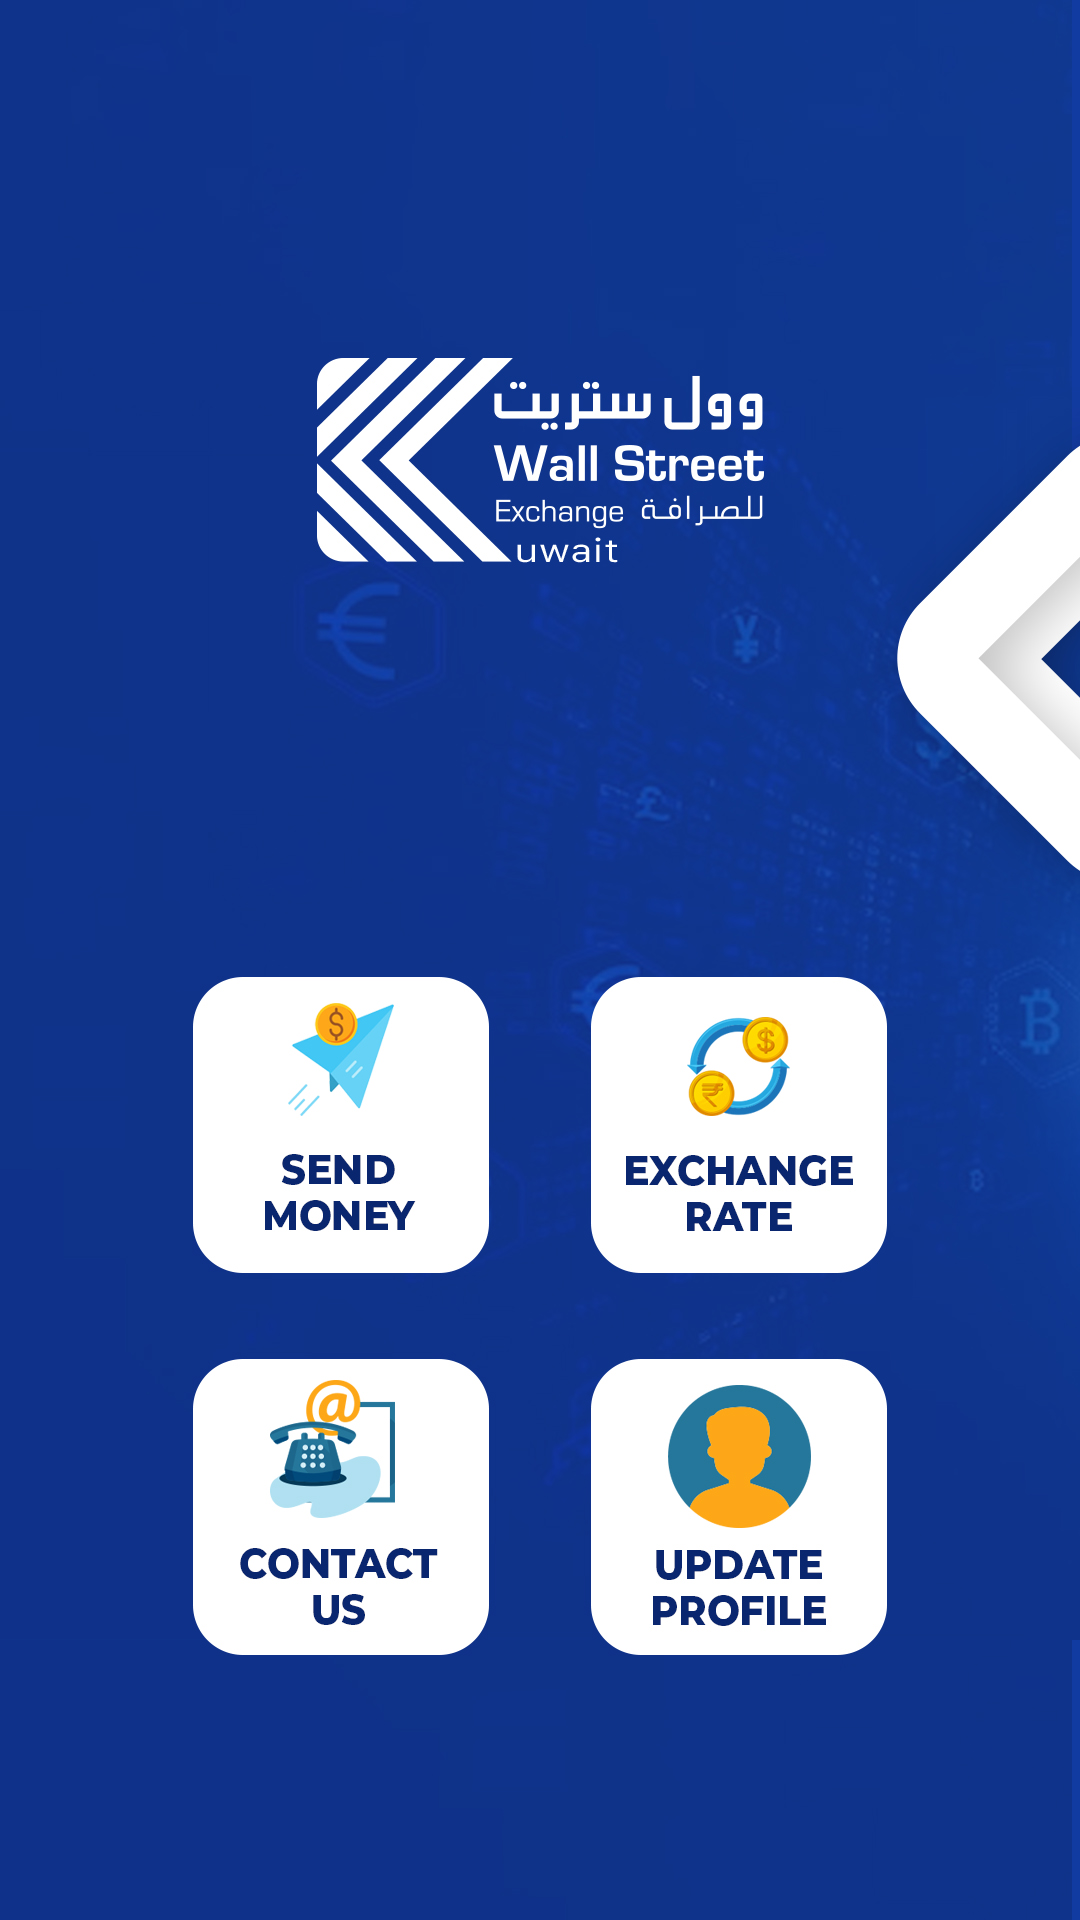 وول ستريت
Wall Street
Exchange للصرافة
uwait
SEND
MONEY
EXCHANGE
RATE
CONTACT
US
UPDATE
PROFILE